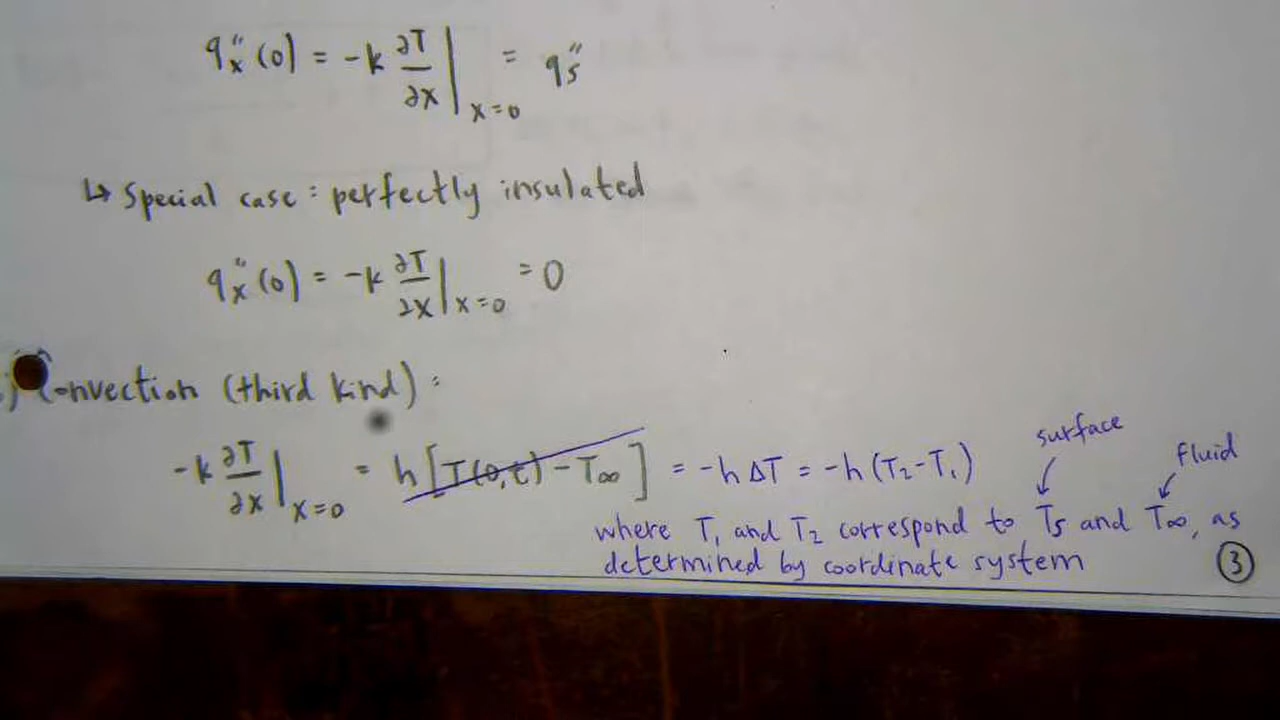 q″ₓ(0) = -k ∂T/∂x |ₓ₌₀ = q″ₛ
↳ Special case: perfectly insulated
q″ₓ(0) = -k ∂T/∂x |ₓ₌₀ = 0
) Convection (third kind):
-k ∂T/∂x |ₓ₌₀ = h[T(0,t) - T∞] = -h ΔT = -h(T₂-T₁)
surface
fluid
where T₁ and T₂ correspond to Tₛ and T∞, as
determined by coordinate system
③